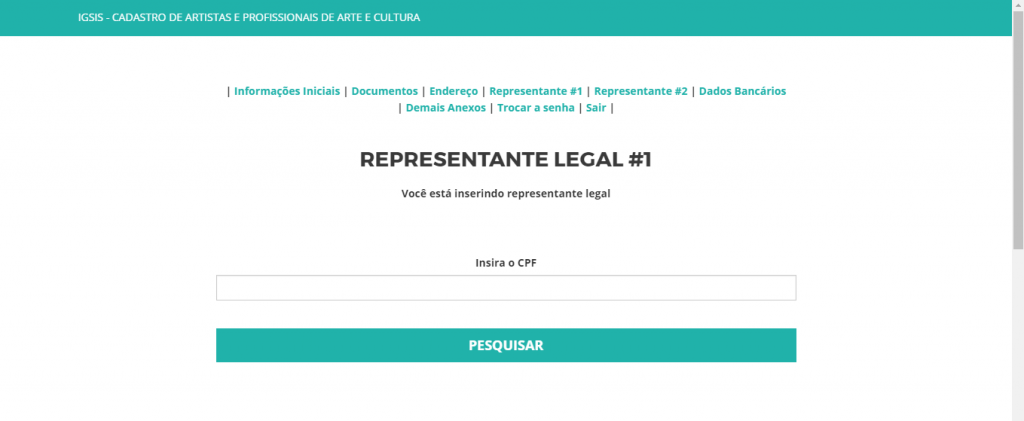 IGSIS - CADASTRO DE ARTISTAS E PROFISSIONAIS DE ARTE E CULTURA
| Informações Iniciais | Documentos | Endereço | Representante #1 | Representante #2 | Dados Bancários
| Demais Anexos | Trocar a senha | Sair |
REPRESENTANTE LEGAL #1
Você está inserindo representante legal
Insira o CPF
PESQUISAR